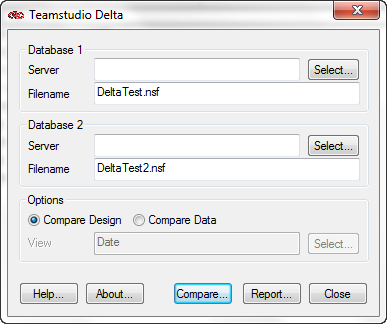 Teamstudio Delta
Database 1
Server Select...
Filename DeltaTest.nsf
Database 2
Server Select...
Filename DeltaTest2.nsf
Options
Compare Design Compare Data
View Date Select...
Help... About... Compare... Report... Close